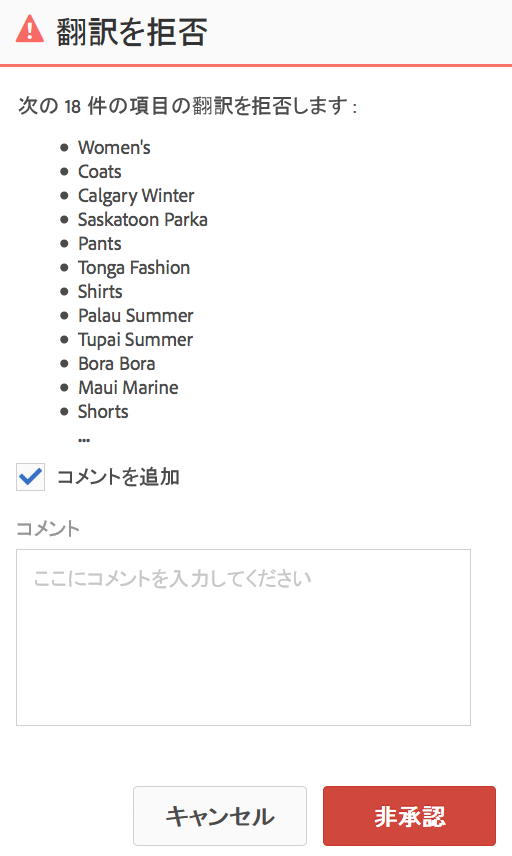 翻訳を拒否
次の 18 件の項目の翻訳を拒否します :
• Women's
• Coats
• Calgary Winter
• Saskatoon Parka
• Pants
• Tonga Fashion
• Shirts
• Palau Summer
• Tupai Summer
• Bora Bora
• Maui Marine
• Shorts
...
コメントを追加
コメント
ここにコメントを入力してください
キャンセル
非承認